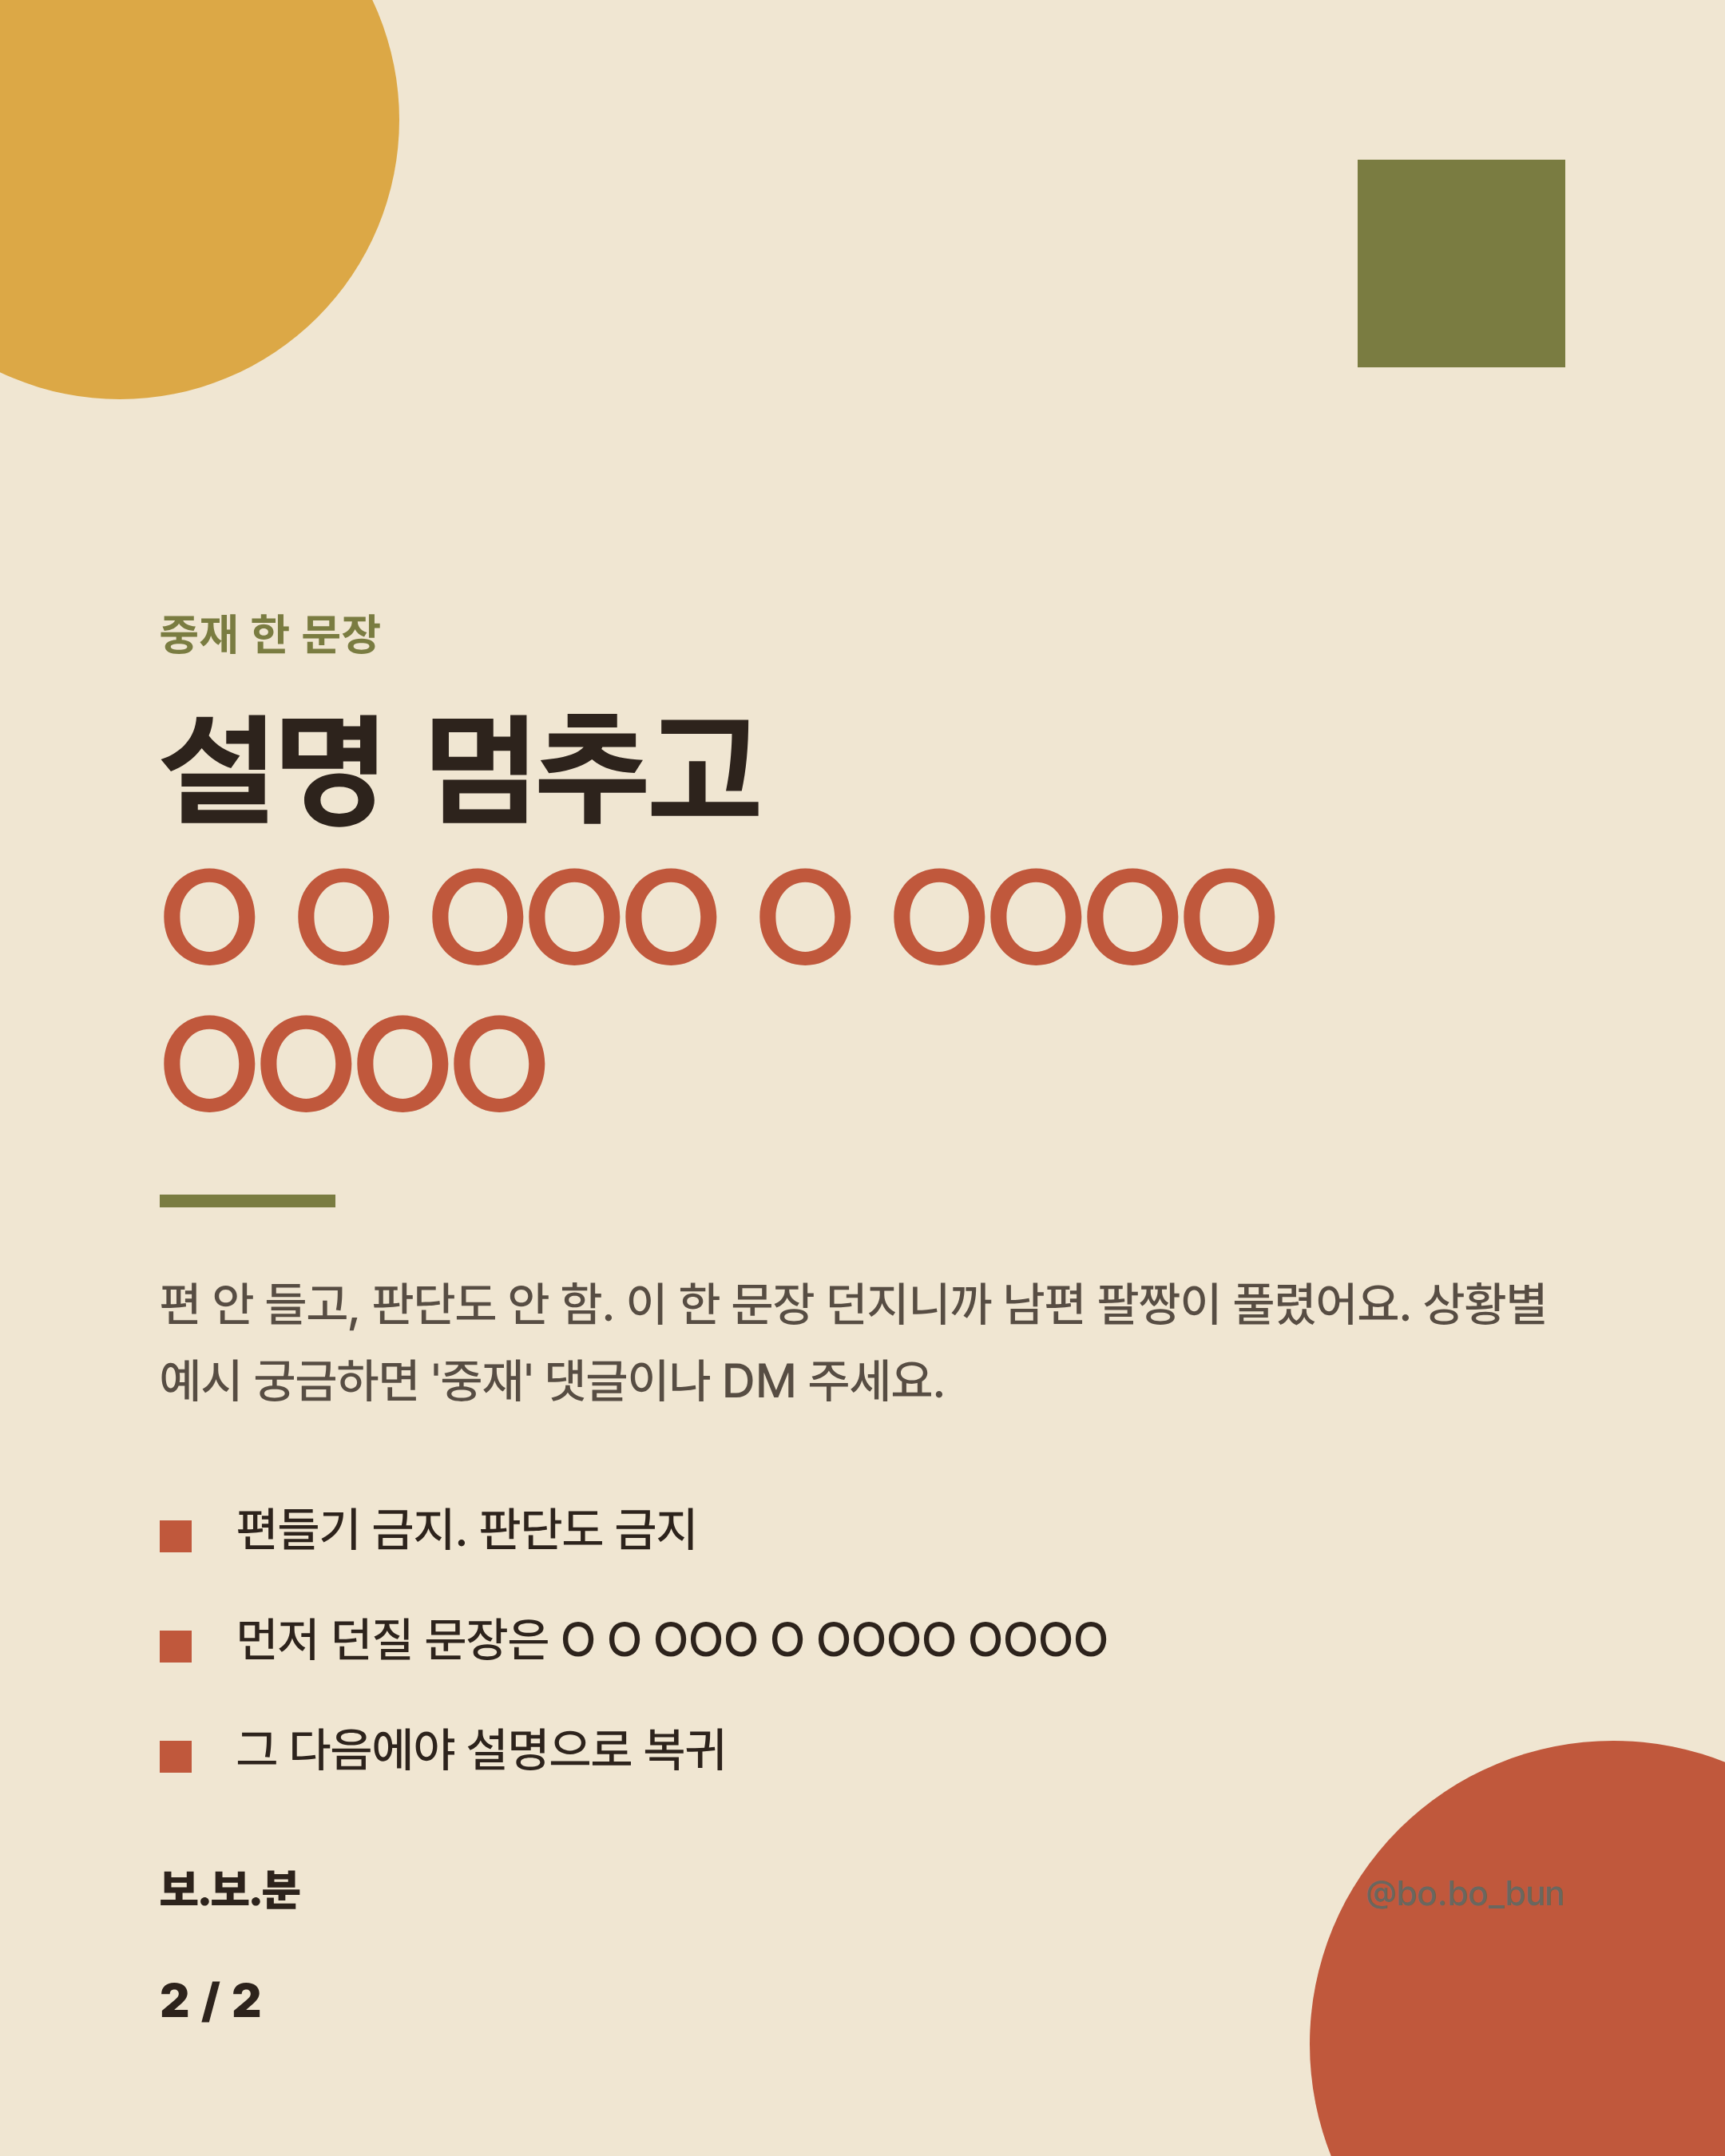 중재 한 문장
설명 멈추고
O O OOO O OOOO
OOOO
편 안 들고, 판단도 안 함. 이 한 문장 던지니까 남편 팔짱이 풀렸어요. 상황별
예시 궁금하면 '중재' 댓글이나 DM 주세요.
편들기 금지. 판단도 금지
먼저 던질 문장은 O O OOO O OOOO OOOO
그 다음에야 설명으로 복귀
보.보.분
@bo.bo_bun
2 / 2